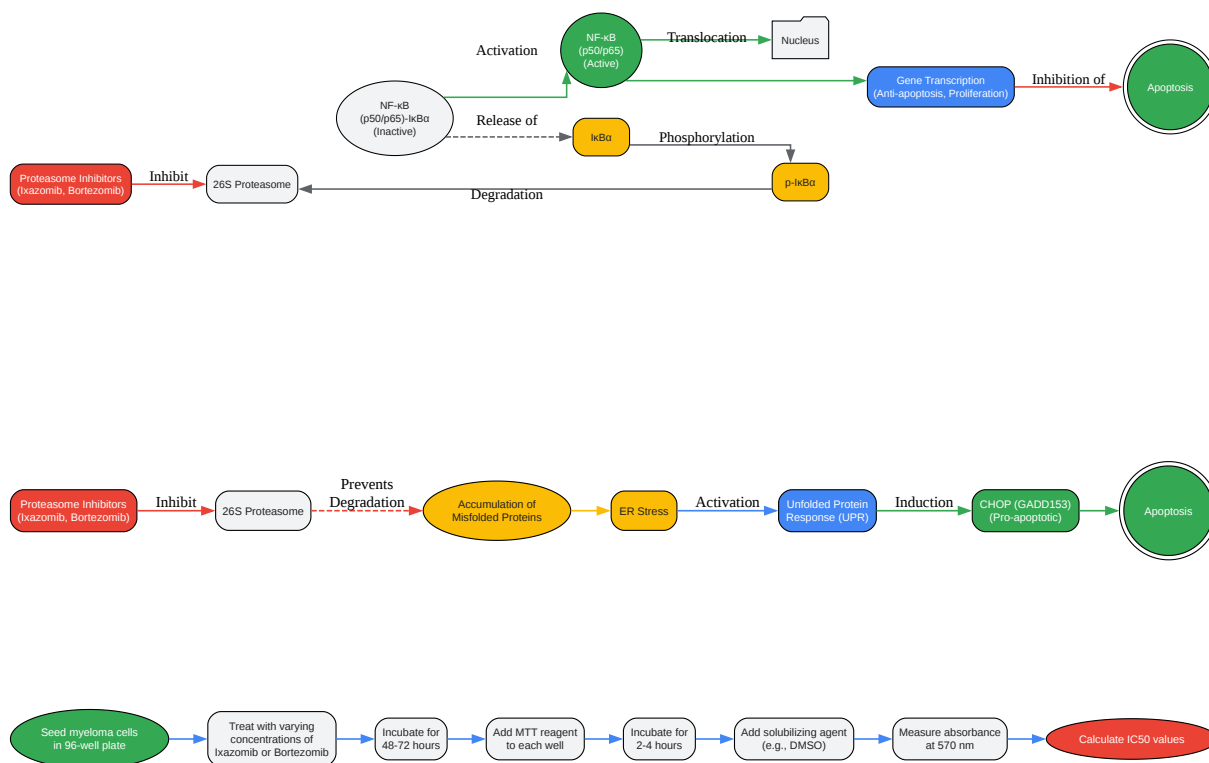 NF-κB
(p50/p65)
(Active)
Activation
Translocation
Nucleus
NF-κB
(p50/p65)-IκBα
(Inactive)
Gene Transcription
(Anti-apoptosis, Proliferation)
Inhibition of
Apoptosis
Release of
IκBα
Phosphorylation
p-IκBα
Proteasome Inhibitors
(Ixazomib, Bortezomib)
Inhibit
26S Proteasome
Degradation
Proteasome Inhibitors
(Ixazomib, Bortezomib)
Inhibit
26S Proteasome
Prevents
Degradation
Accumulation of
Misfolded Proteins
ER Stress
Activation
Unfolded Protein
Response (UPR)
Induction
CHOP (GADD153)
(Pro-apoptotic)
Apoptosis
Seed myeloma cells
in 96-well plate
Treat with varying
concentrations of
Ixazomib or Bortezomib
Incubate for
48-72 hours
Add MTT reagent
to each well
Incubate for
2-4 hours
Add solubilizing agent
(e.g., DMSO)
Measure absorbance
at 570 nm
Calculate IC50 values